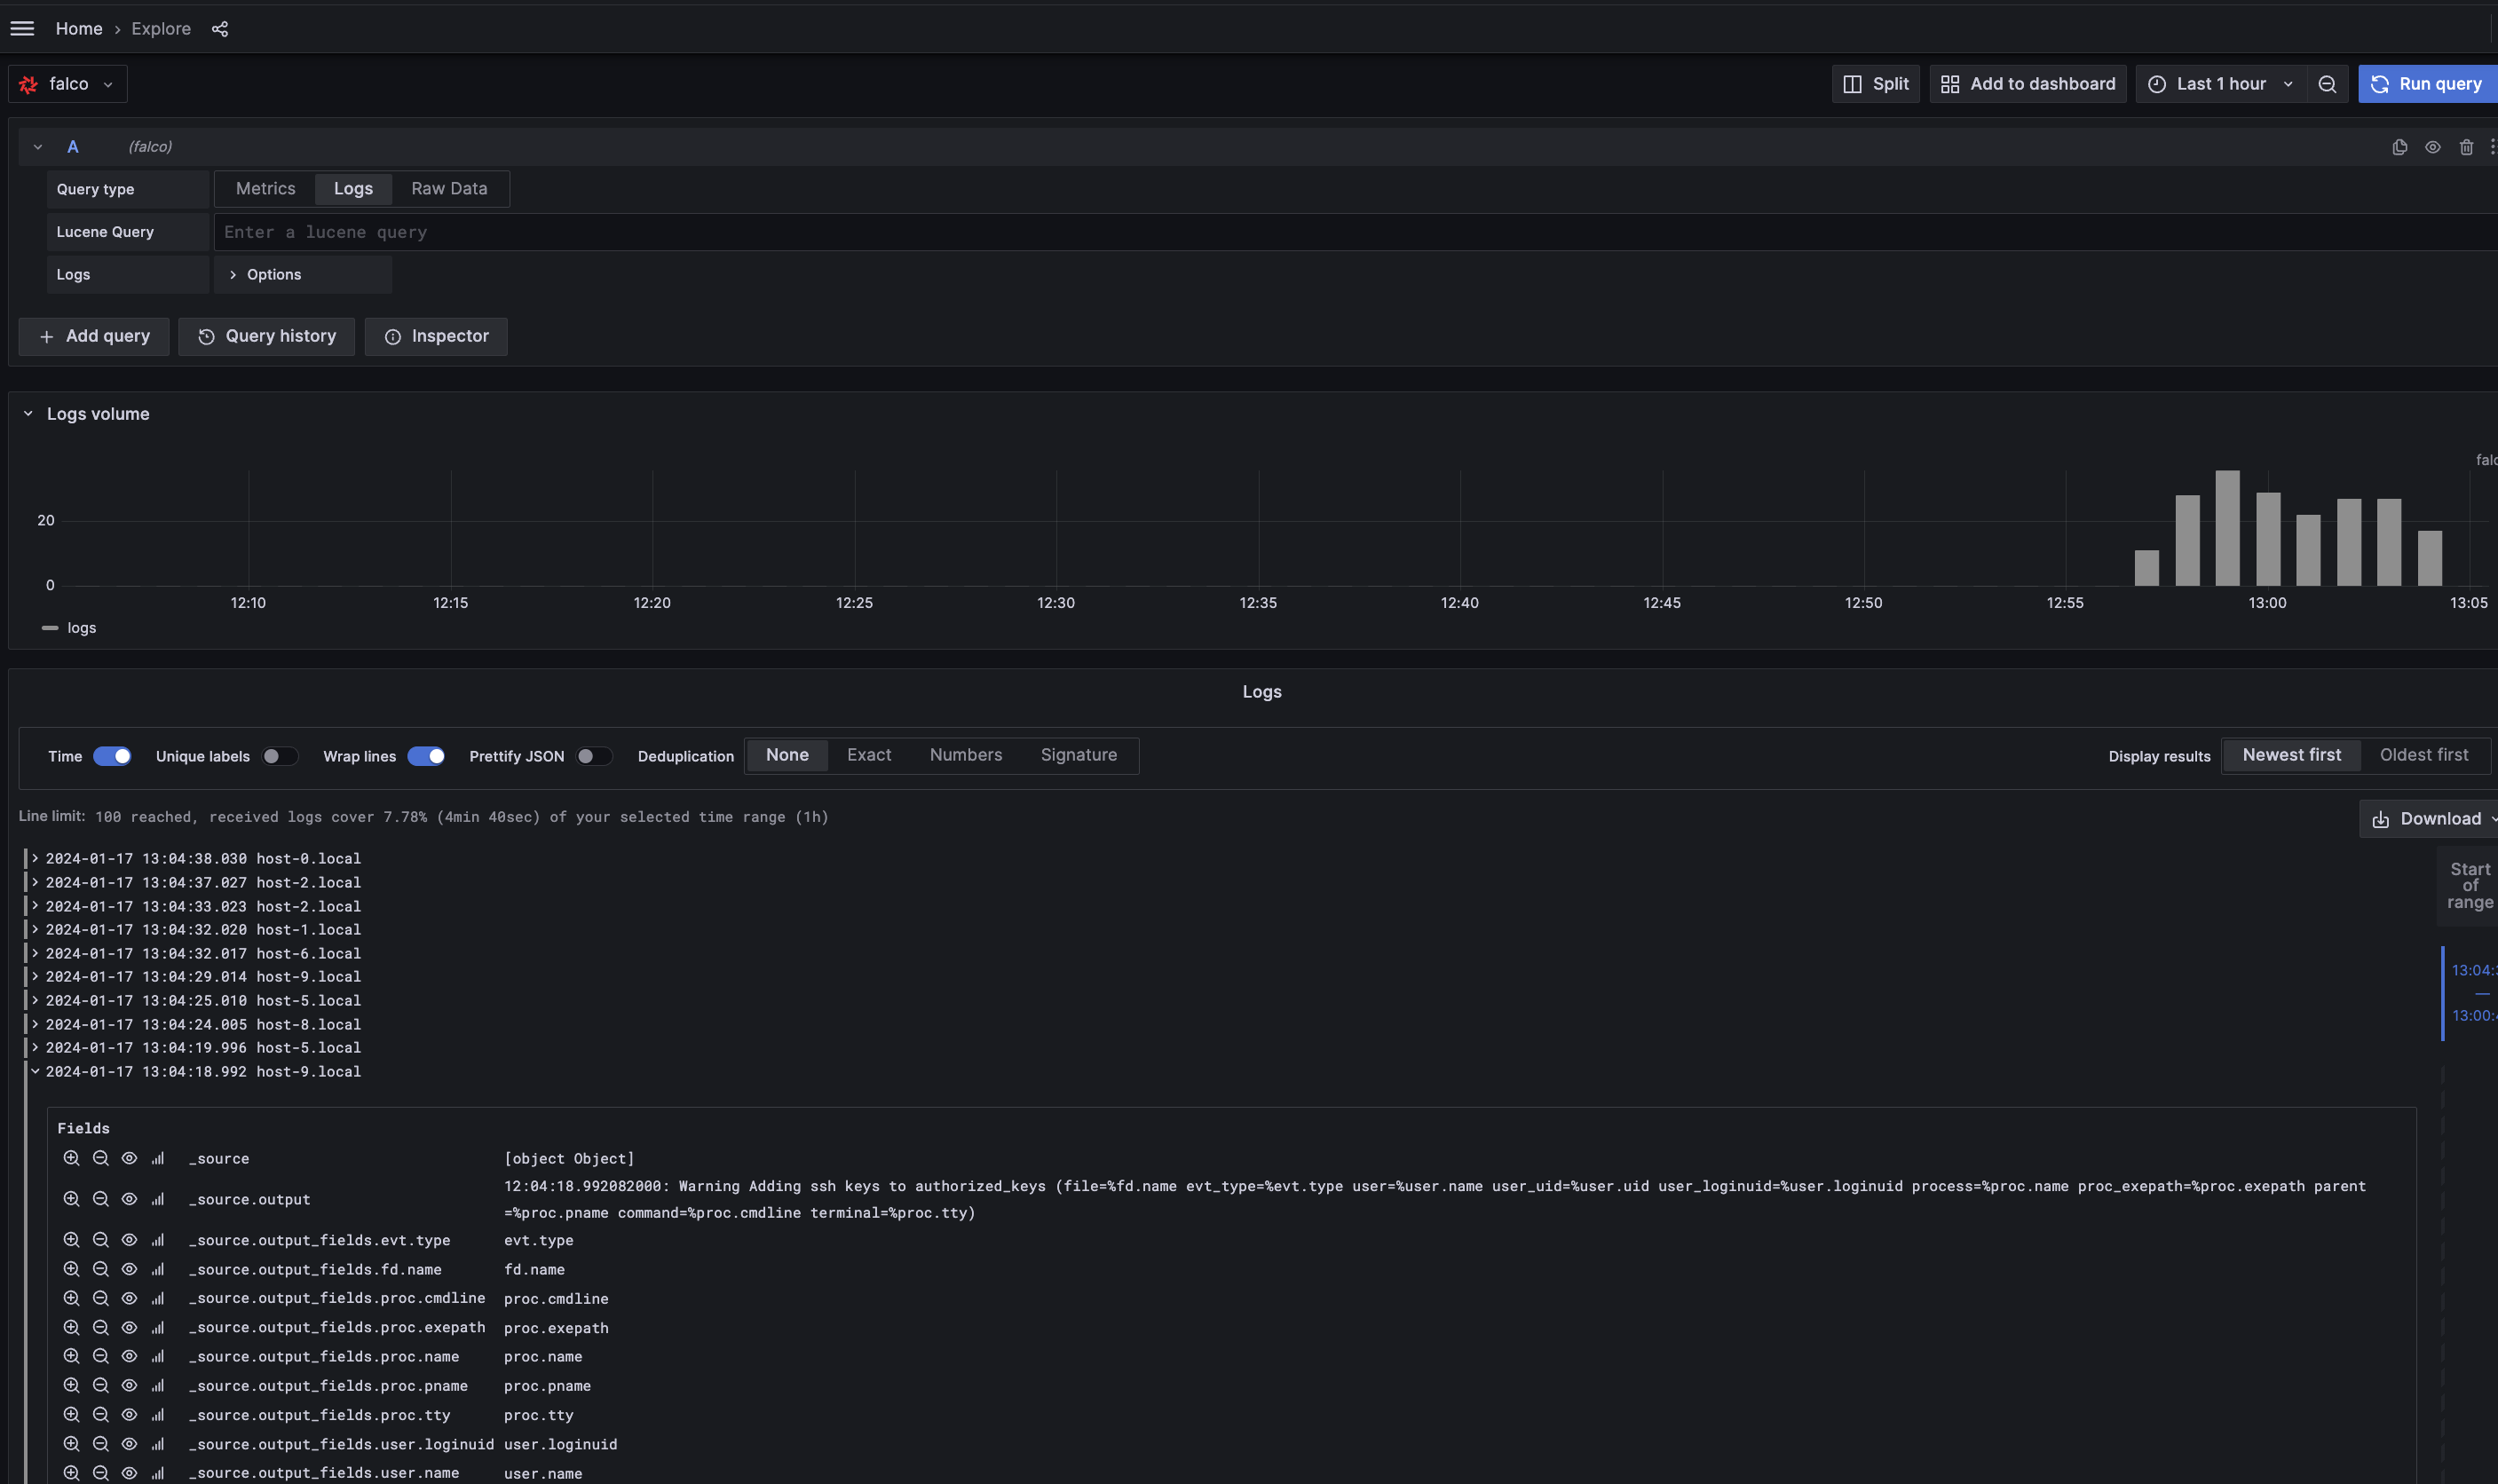 Home › Explore
falco
Split Add to dashboard Last 1 hour Run query
A (falco)
Query type Metrics Logs Raw Data
Lucene Query Enter a lucene query
Logs Options
Add query Query history Inspector
Logs volume
falc
20
0
12:10 12:15 12:20 12:25 12:30 12:35 12:40 12:45 12:50 12:55 13:00 13:05
logs
Logs
Time Unique labels Wrap lines Prettify JSON Deduplication None Exact Numbers Signature Display results Newest first Oldest first
Line limit: 100 reached, received logs cover 7.78% (4min 40sec) of your selected time range (1h)
Download
2024-01-17 13:04:38.030 host-0.local
2024-01-17 13:04:37.027 host-2.local
2024-01-17 13:04:33.023 host-2.local
2024-01-17 13:04:32.020 host-1.local
2024-01-17 13:04:32.017 host-6.local
2024-01-17 13:04:29.014 host-9.local
2024-01-17 13:04:25.010 host-5.local
2024-01-17 13:04:24.005 host-8.local
2024-01-17 13:04:19.996 host-5.local
2024-01-17 13:04:18.992 host-9.local
Start
of
range
13:04:
—
13:00:
Fields
_source [object Object]
_source.output 12:04:18.992082000: Warning Adding ssh keys to authorized_keys (file=%fd.name evt_type=%evt.type user=%user.name user_uid=%user.uid user_loginuid=%user.loginuid process=%proc.name proc_exepath=%proc.exepath parent
=%proc.pname command=%proc.cmdline terminal=%proc.tty)
_source.output_fields.evt.type evt.type
_source.output_fields.fd.name fd.name
_source.output_fields.proc.cmdline proc.cmdline
_source.output_fields.proc.exepath proc.exepath
_source.output_fields.proc.name proc.name
_source.output_fields.proc.pname proc.pname
_source.output_fields.proc.tty proc.tty
_source.output_fields.user.loginuid user.loginuid
_source.output_fields.user.name user.name